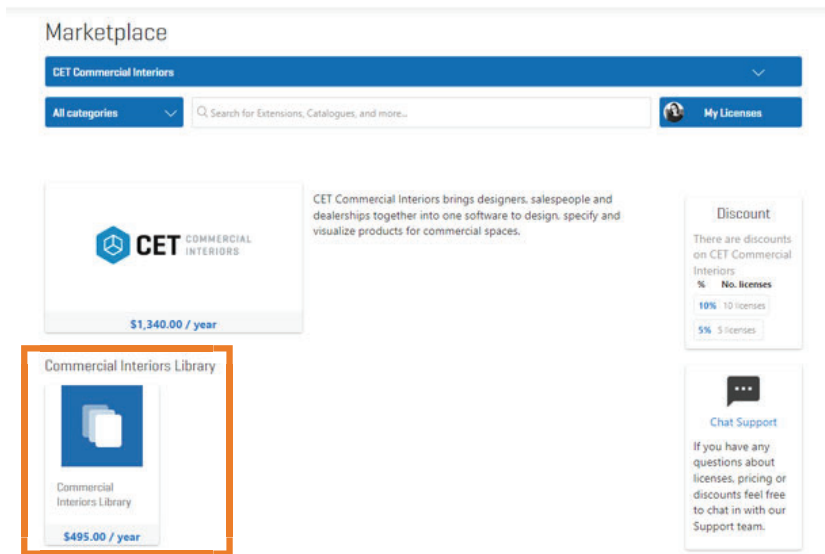 Marketplace
CET Commercial Interiors
All categories
Search for Extensions, Catalogues, and more...
My Licenses
CET COMMERCIAL
INTERIORS
$1,340.00 / year
CET Commercial Interiors brings designers, salespeople and
dealerships together into one software to design, specify and
visualize products for commercial spaces.
Discount
There are discounts
on CET Commercial
Interiors
% No. licenses
10% 10 licenses
5% 5 licenses
Commercial Interiors Library
Commercial
Interiors Library
$495.00 / year
Chat Support
If you have any
questions about
licenses, pricing or
discounts feel free
to chat in with our
Support team.